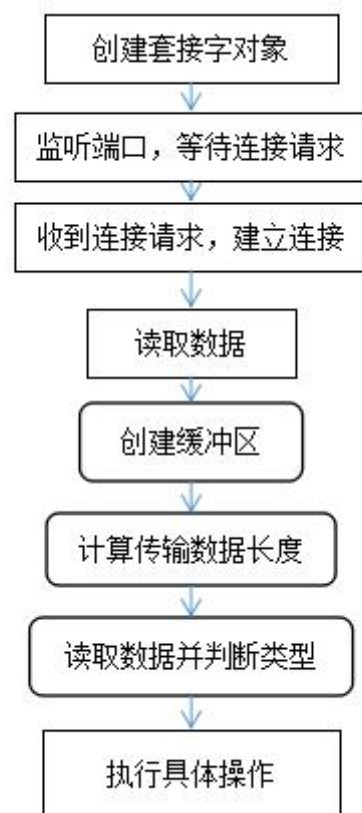 创建套接字对象
监听端口，等待连接请求
收到连接请求，建立连接
读取数据
创建缓冲区
计算传输数据长度
读取数据并判断类型
执行具体操作